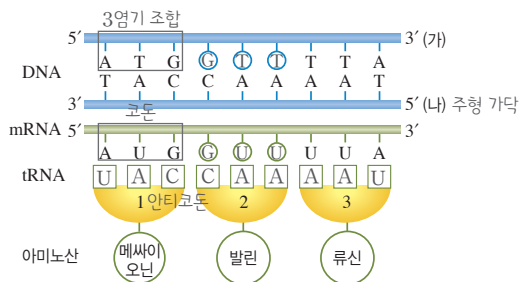 3염기 조합
5′ 3′ (가)
A T G G T T T T A
DNA
T A C C A A A A T
3′ 5′ (나) 주형 가닥
코돈
mRNA 5′ 3′
A U G G U U U U A
tRNA U A C C A A A A U
1 안티코돈 2 3
아미노산 메싸이오닌 발린 류신